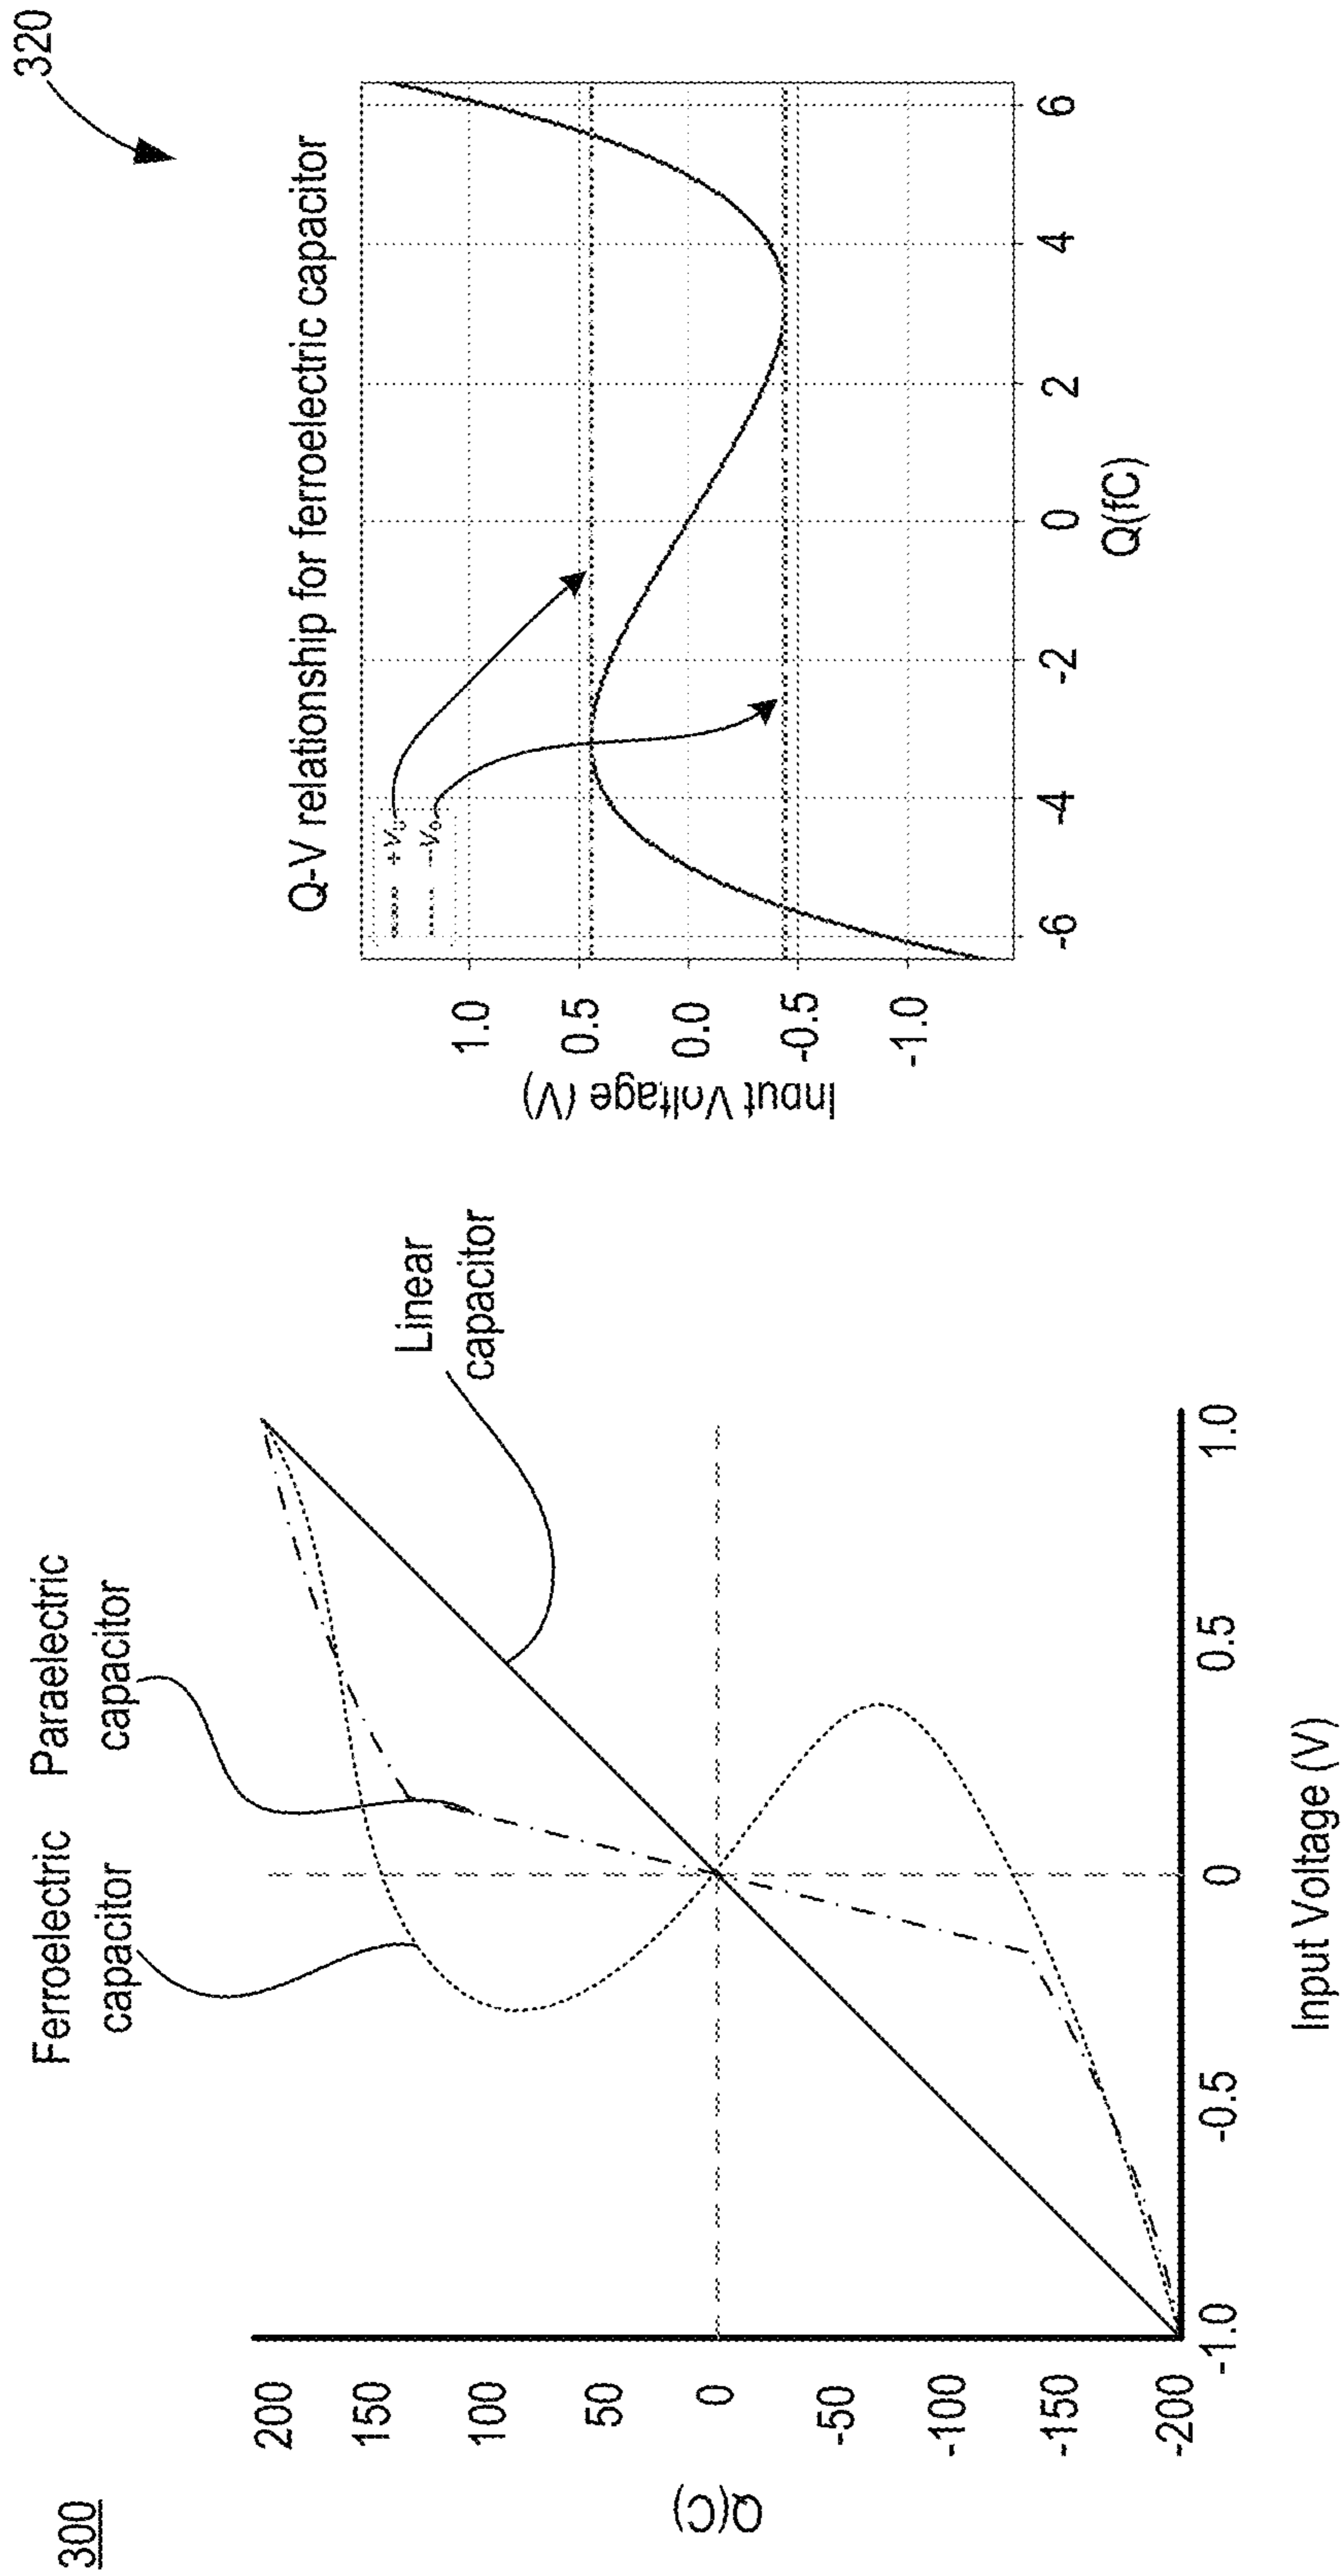 300
Ferroelectric
capacitor
Paraelectric
capacitor
Linear
capacitor
Q(C)
200
150
100
50
0
-50
-100
-150
-200
-1.0
-0.5
0
0.5
1.0
Input Voltage (V)
320
Q-V relationship for ferroelectric capacitor
+V₀
-V₀
Input Voltage (V)
1.0
0.5
0.0
-0.5
-1.0
-6
-4
-2
0
2
4
6
Q(fC)